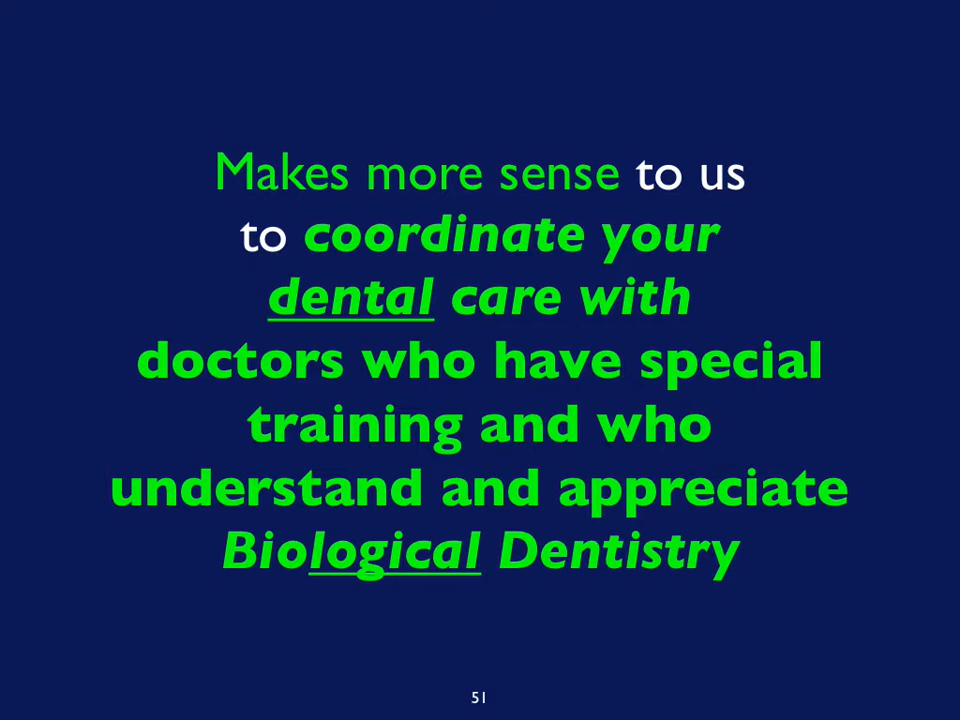 Makes more sense to us
to coordinate your
dental care with
doctors who have special
training and who
understand and appreciate
Biological Dentistry
51